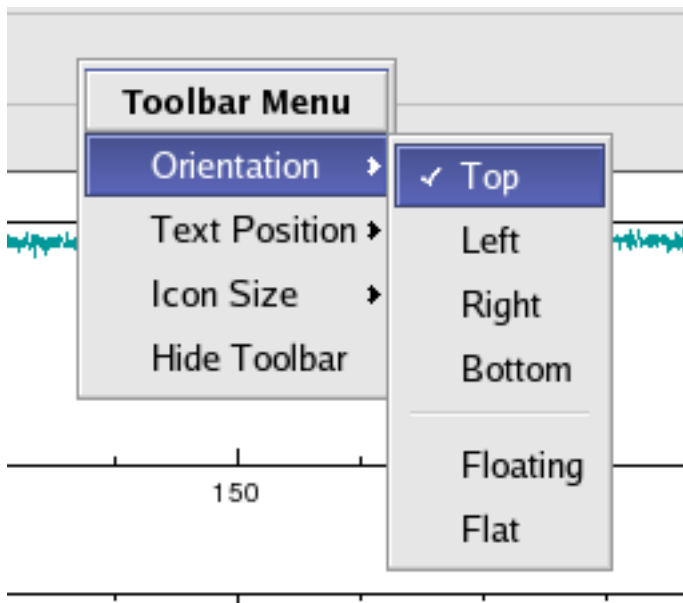 Toolbar Menu
Orientation
Text Position
Icon Size
Hide Toolbar
Top
Left
Right
Bottom
Floating
Flat
150